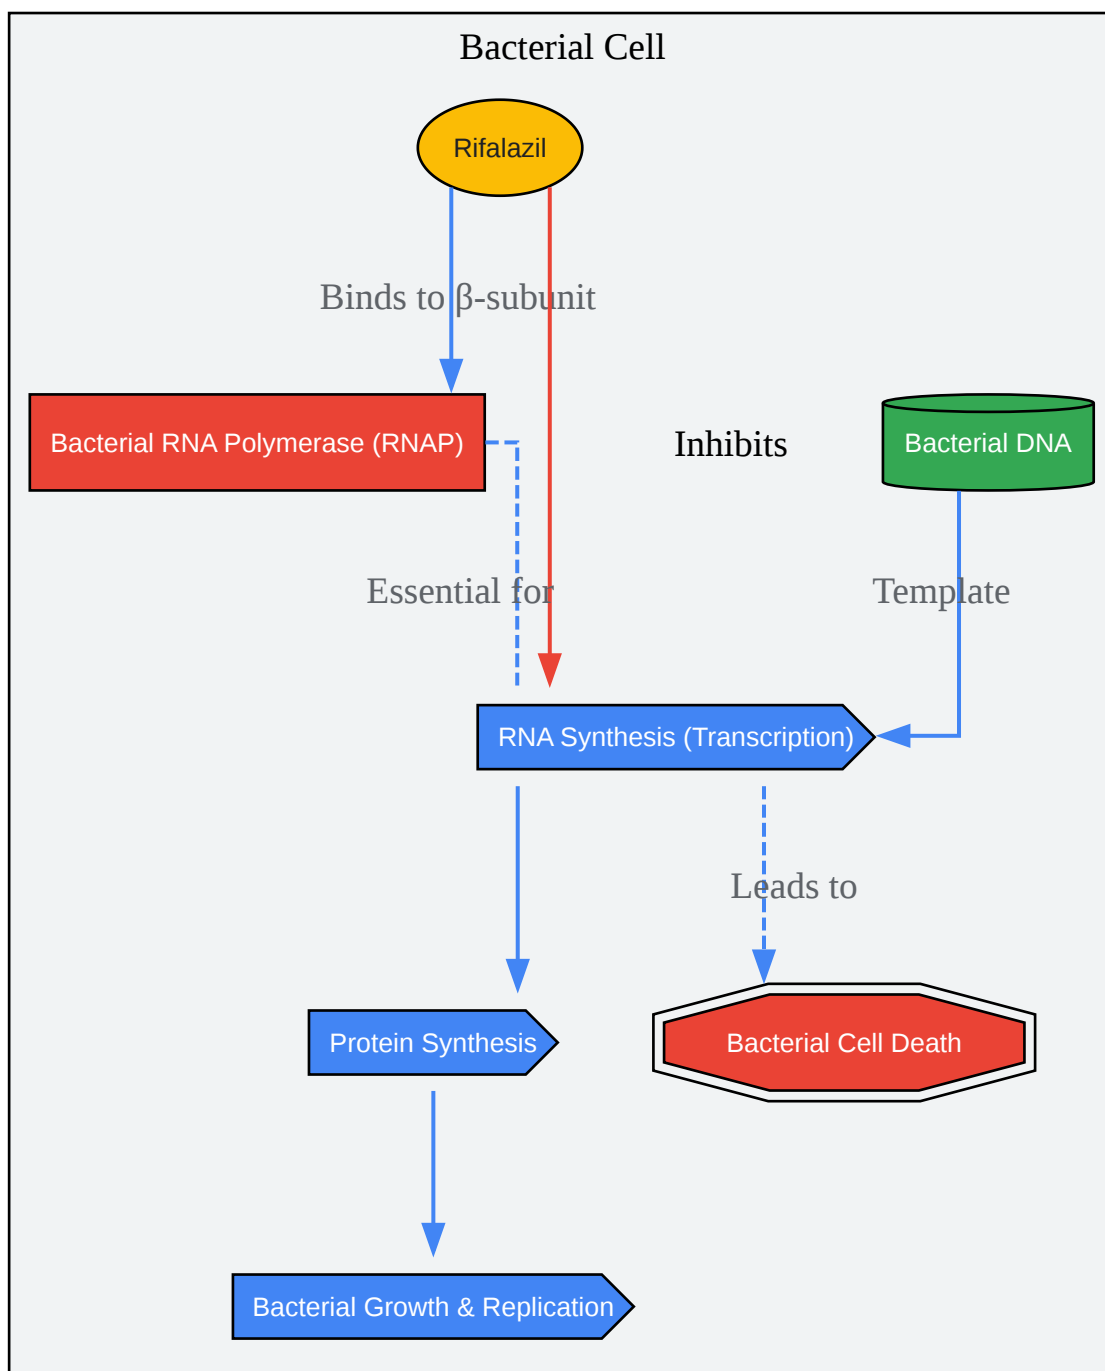 Bacterial Cell
Rifalazil
Binds to β-subunit
Bacterial RNA Polymerase (RNAP)
Inhibits
Bacterial DNA
Essential for
Template
RNA Synthesis (Transcription)
Leads to
Protein Synthesis
Bacterial Cell Death
Bacterial Growth & Replication